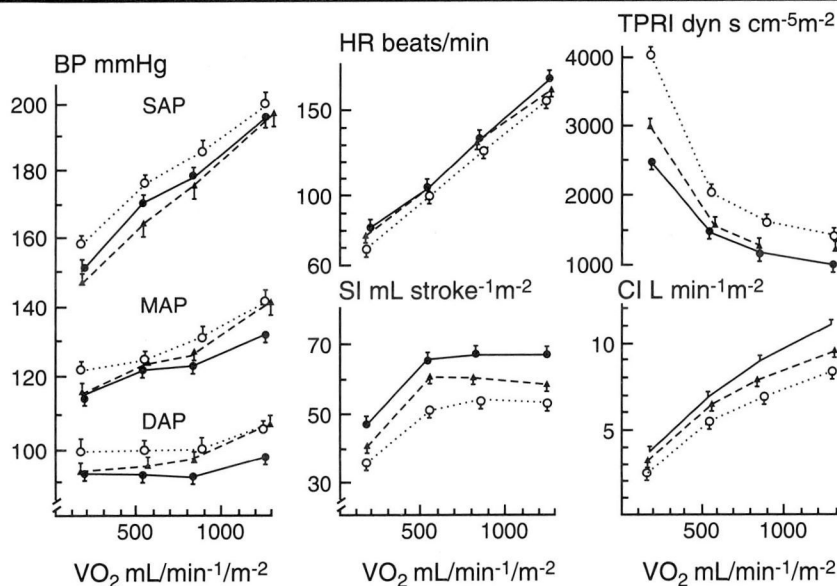 BP mmHg
200
SAP
180
160
140
MAP
120
DAP
100
500
1000
VO₂ mL/min⁻¹/m⁻²
HR beats/min
150
100
60
SI mL stroke⁻¹m⁻²
70
50
30
500
1000
VO₂ mL/min⁻¹/m⁻²
TPRI dyn s cm⁻⁵m⁻²
4000
3000
2000
1000
CI L min⁻¹m⁻²
10
5
500
1000
VO₂ mL/min⁻¹/m⁻²